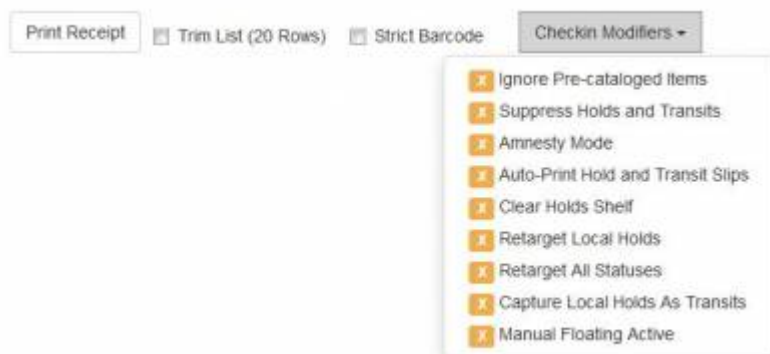 Print Receipt Trim List (20 Rows) Strict Barcode Checkin Modifiers
x Ignore Pre-cataloged Items
x Suppress Holds and Transits
x Amnesty Mode
x Auto-Print Hold and Transit Slips
x Clear Holds Shelf
x Retarget Local Holds
x Retarget All Statuses
x Capture Local Holds As Transits
x Manual Floating Active